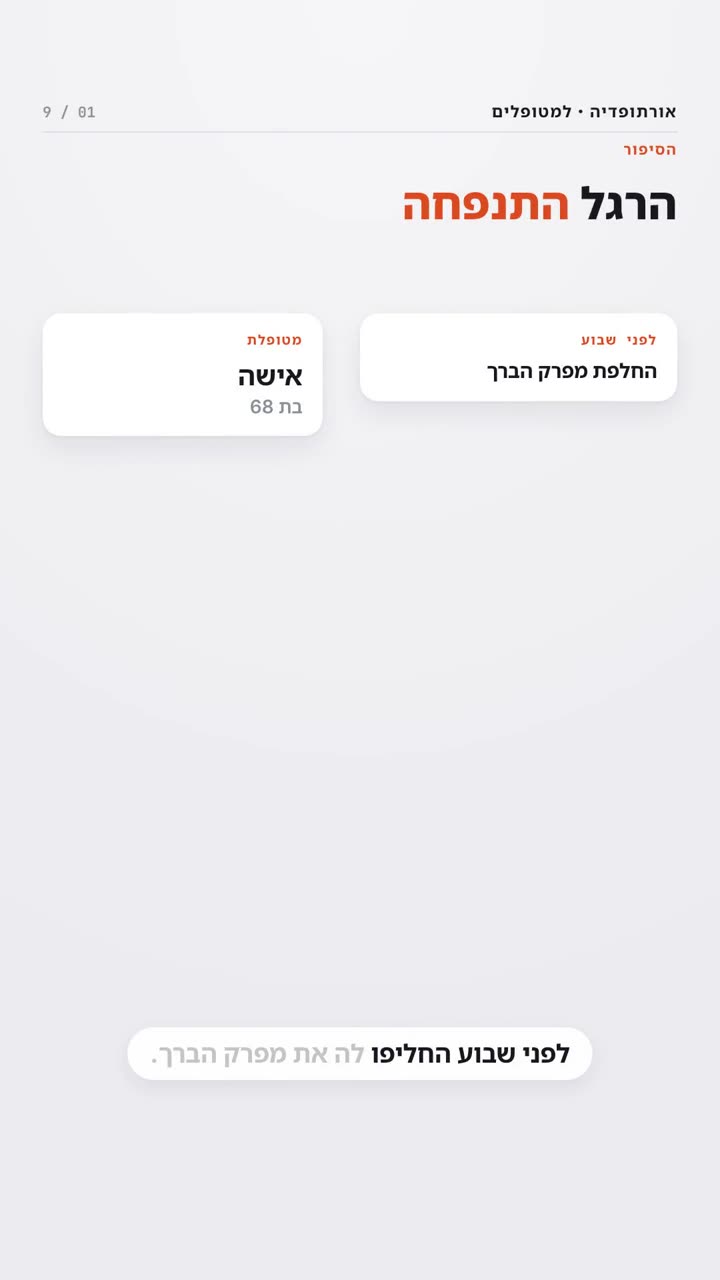 אורתופדיה · למטופלים
9 / 01
הסיפור
הרגל התנפחה
לפני שבוע
החלפת מפרק הברך
מטופלת
אישה
בת 68
לפני שבוע החליפו לה את מפרק הברך.